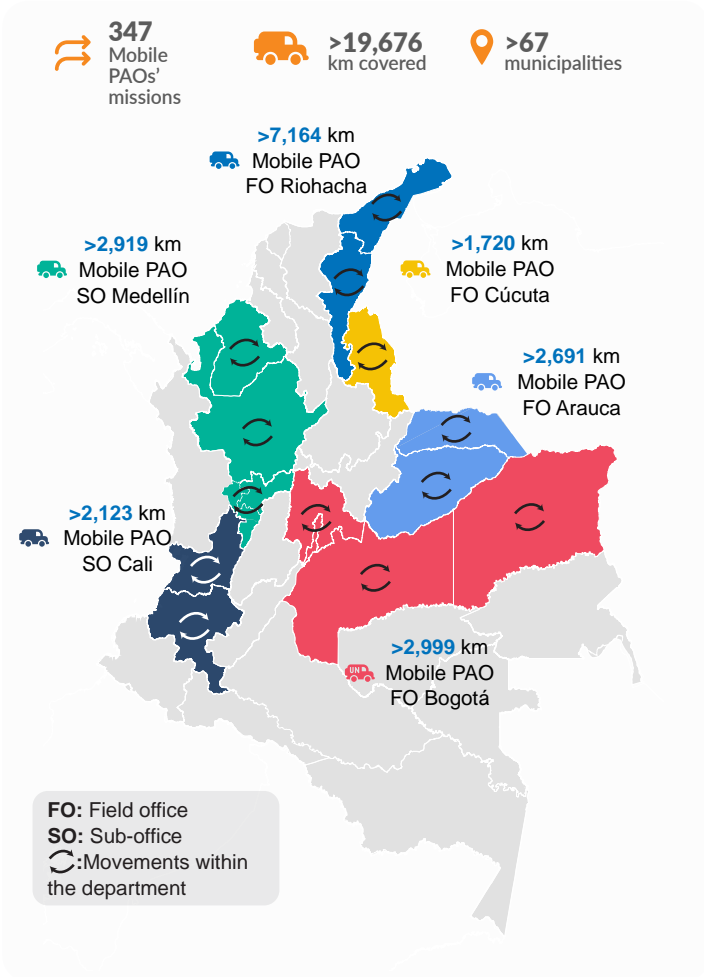 347
Mobile
PAOs'
missions
>19,676
km covered
>67
municipalities
>7,164 km
Mobile PAO
FO Riohacha
>2,919 km
Mobile PAO
SO Medellín
>1,720 km
Mobile PAO
FO Cúcuta
>2,691 km
Mobile PAO
FO Arauca
>2,123 km
Mobile PAO
SO Cali
>2,999 km
Mobile PAO
FO Bogotá
UN
FO: Field office
SO: Sub-office
:Movements within
the department